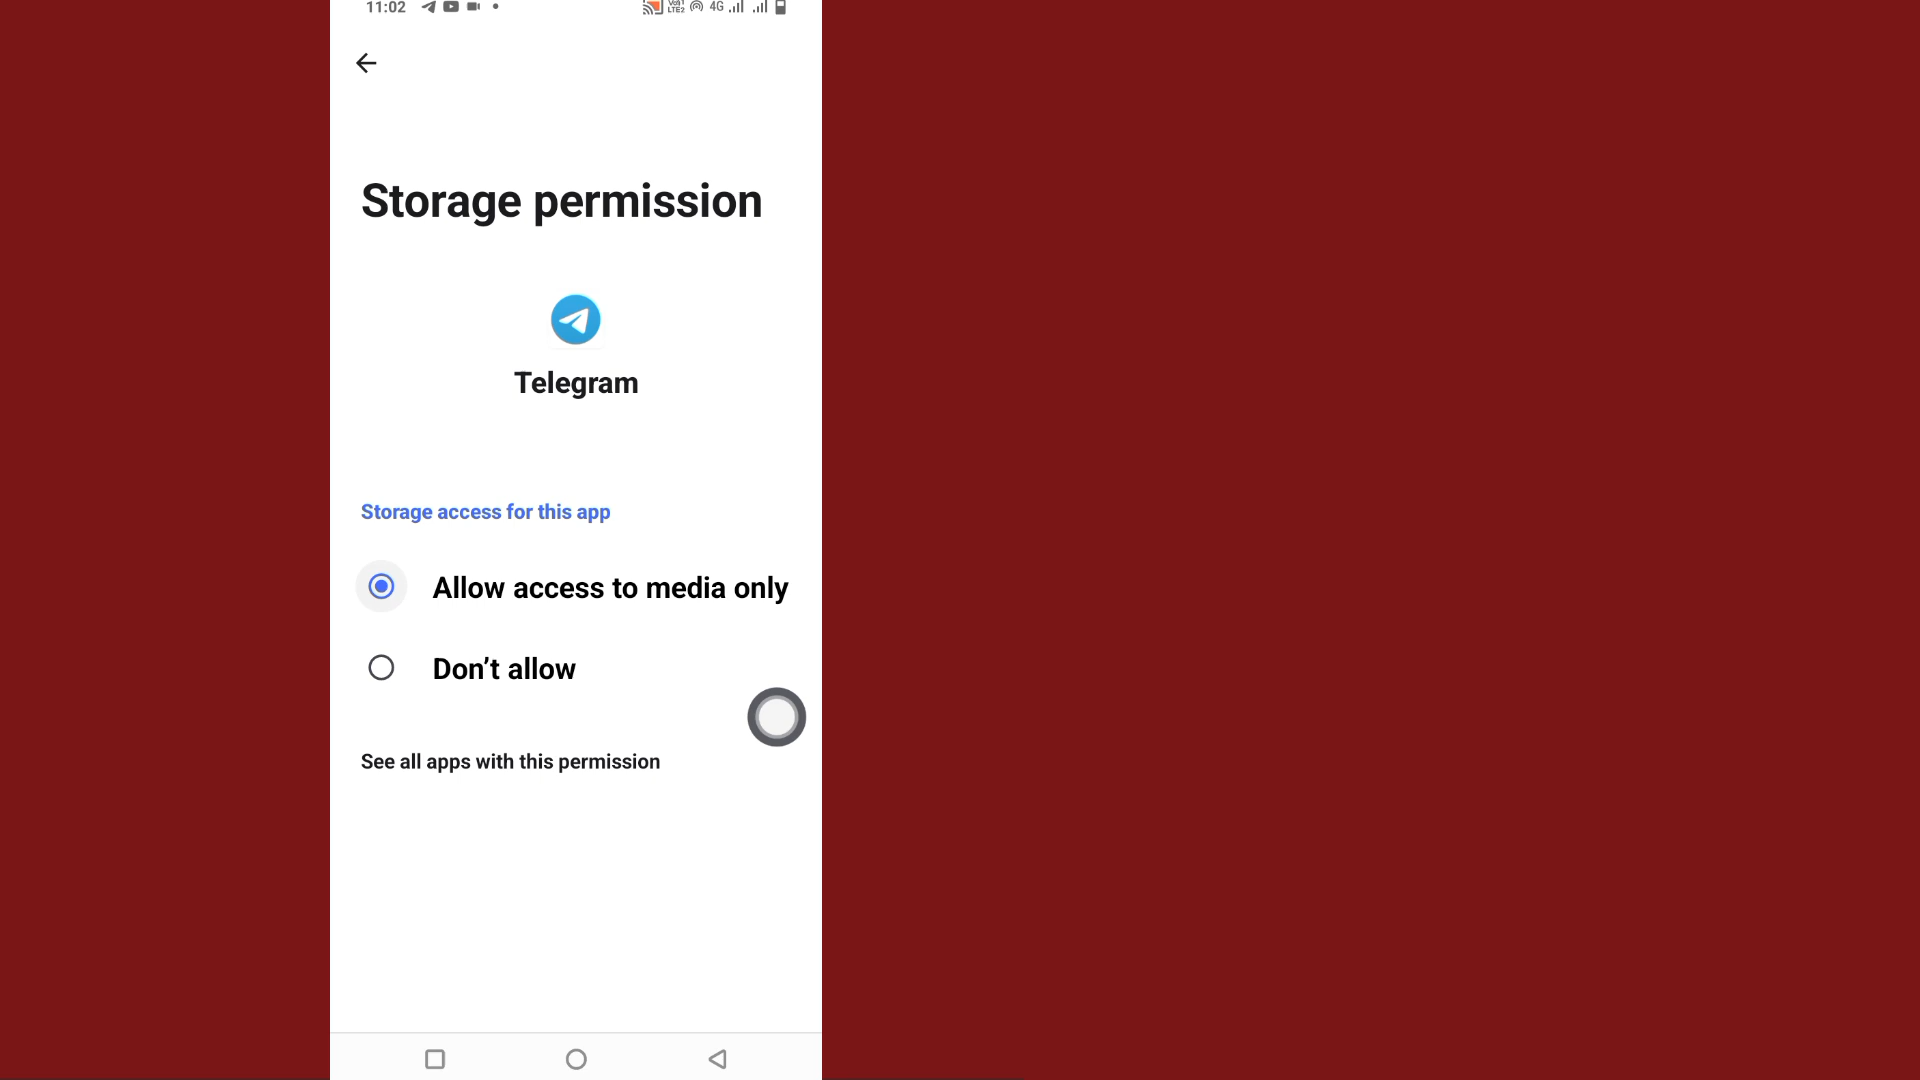 11:02 4G
Storage permission
Telegram
Storage access for this app
Allow access to media only
Don’t allow
See all apps with this permission